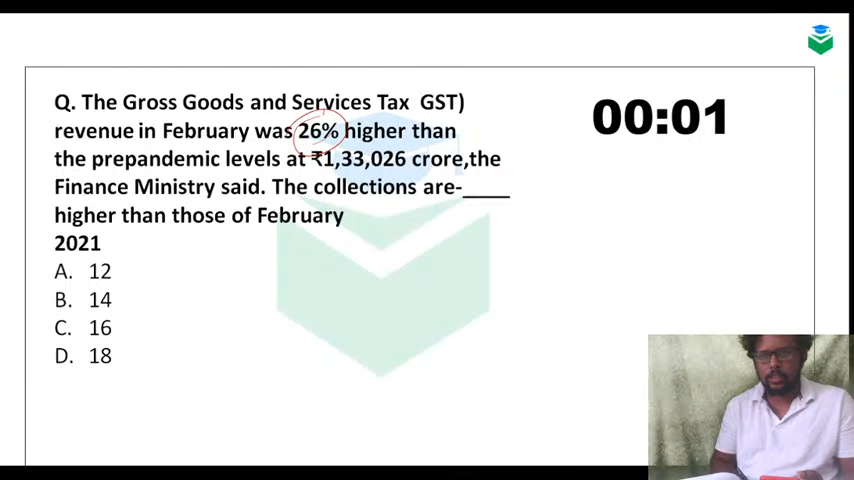 Q. The Gross Goods and Services Tax GST)
revenue in February was 26% higher than
the prepandemic levels at ₹1,33,026 crore,the
Finance Ministry said. The collections are-____
higher than those of February
2021
A. 12
B. 14
C. 16
D. 18
00:01